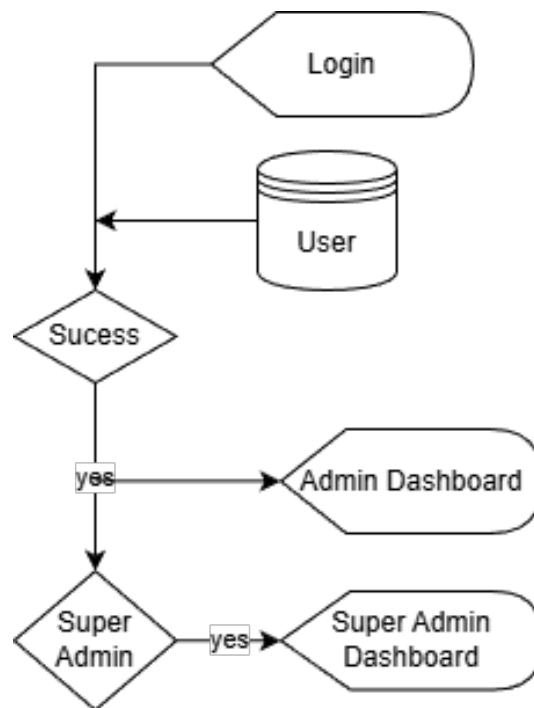 Login
User
Sucess
yes
Admin Dashboard
Super
Admin
yes
Super Admin
Dashboard